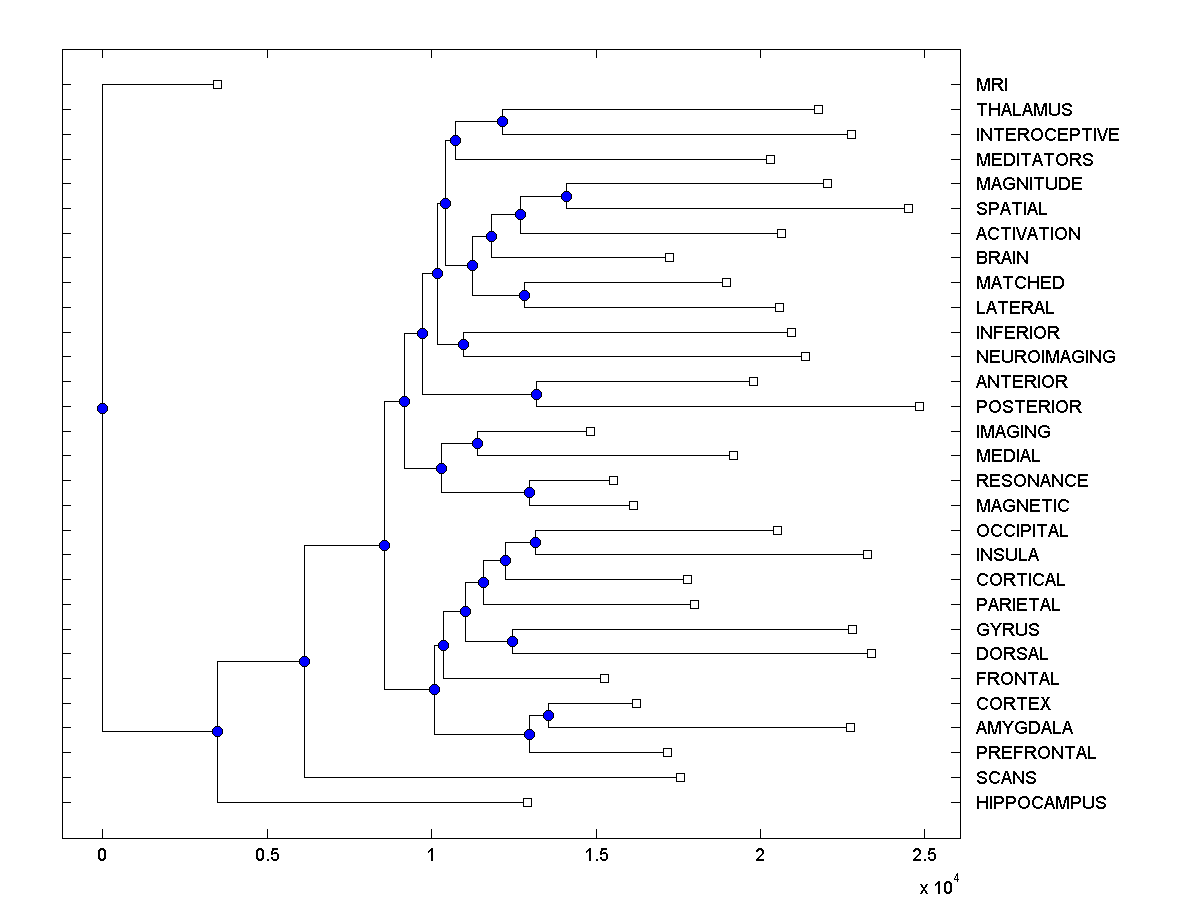 MRI
THALAMUS
INTEROCEPTIVE
MEDITATORS
MAGNITUDE
SPATIAL
ACTIVATION
BRAIN
MATCHED
LATERAL
INFERIOR
NEUROIMAGING
ANTERIOR
POSTERIOR
IMAGING
MEDIAL
RESONANCE
MAGNETIC
OCCIPITAL
INSULA
CORTICAL
PARIETAL
GYRUS
DORSAL
FRONTAL
CORTEX
AMYGDALA
PREFRONTAL
SCANS
HIPPOCAMPUS
0 0.5 1 1.5 2 2.5
x 10^4